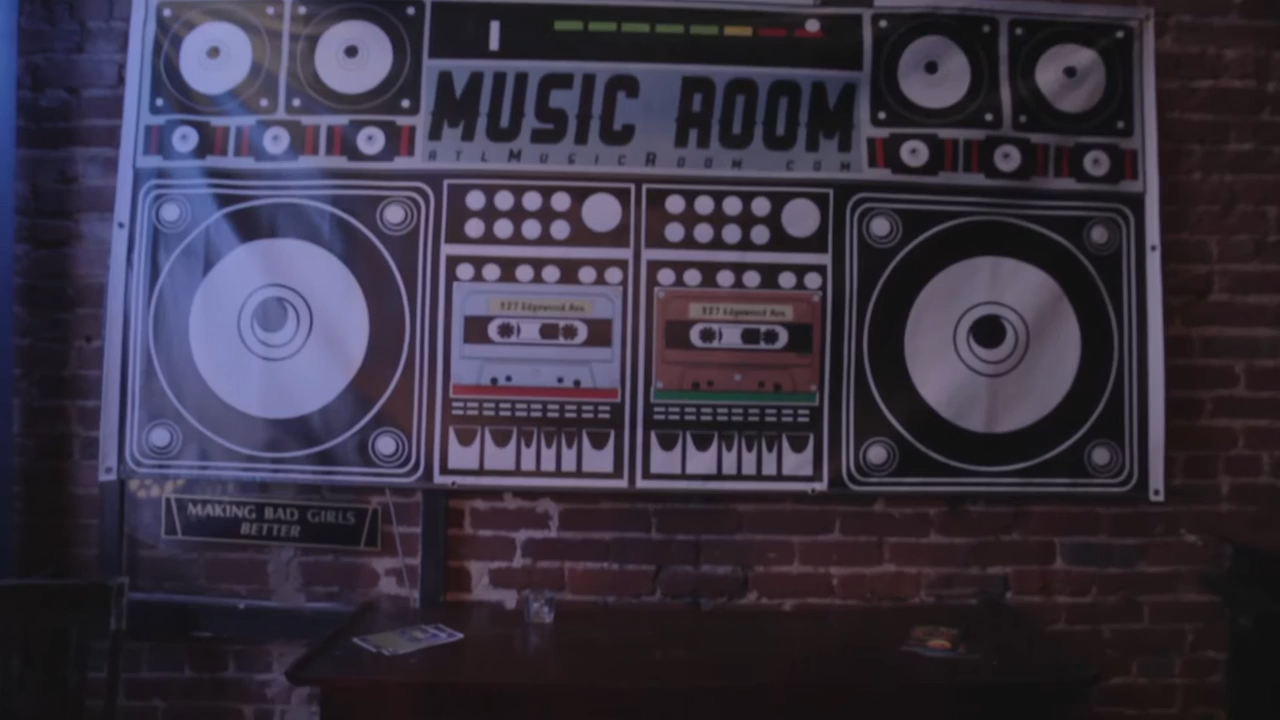 MUSIC ROOM
ATLMUSICROOM COM
327 Edgewood Ave.
327 Edgewood Ave.
MAKING BAD GIRLS
BETTER